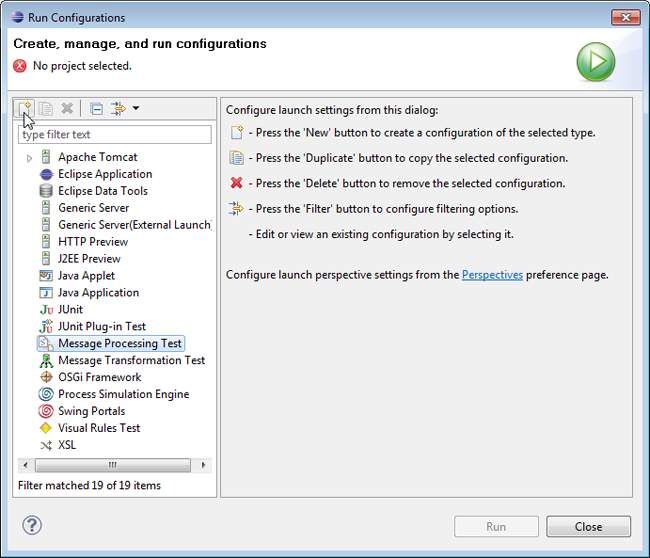 Run Configurations
Create, manage, and run configurations
No project selected.
type filter text
Apache Tomcat
Eclipse Application
Eclipse Data Tools
Generic Server
Generic Server(External Launch)
HTTP Preview
J2EE Preview
Java Applet
Java Application
JUnit
JUnit Plug-in Test
Message Processing Test
Message Transformation Test
OSGi Framework
Process Simulation Engine
Swing Portals
Visual Rules Test
XSL
Filter matched 19 of 19 items
Configure launch settings from this dialog:
- Press the 'New' button to create a configuration of the selected type.
- Press the 'Duplicate' button to copy the selected configuration.
- Press the 'Delete' button to remove the selected configuration.
- Press the 'Filter' button to configure filtering options.
- Edit or view an existing configuration by selecting it.
Configure launch perspective settings from the Perspectives preference page.
Run
Close